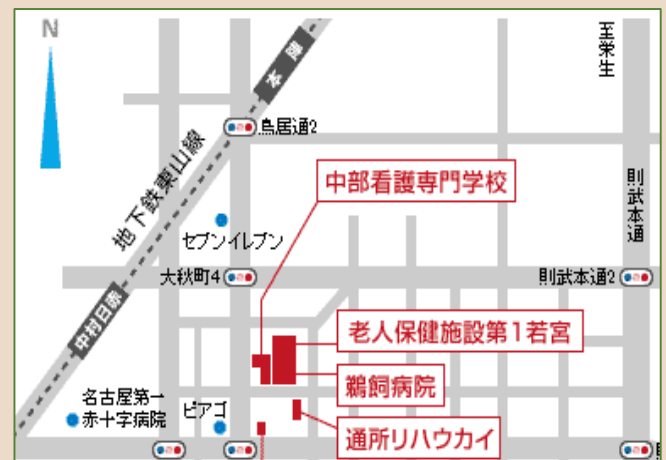 N
本陣
至栄生
鳥居通2
地下鉄東山線
中部看護専門学校
則武本通
セブンイレブン
大秋町4
則武本通2
中村日赤
老人保健施設第1若宮
鵜飼病院
名古屋第一
赤十字病院
ピアゴ
通所リハウカイ